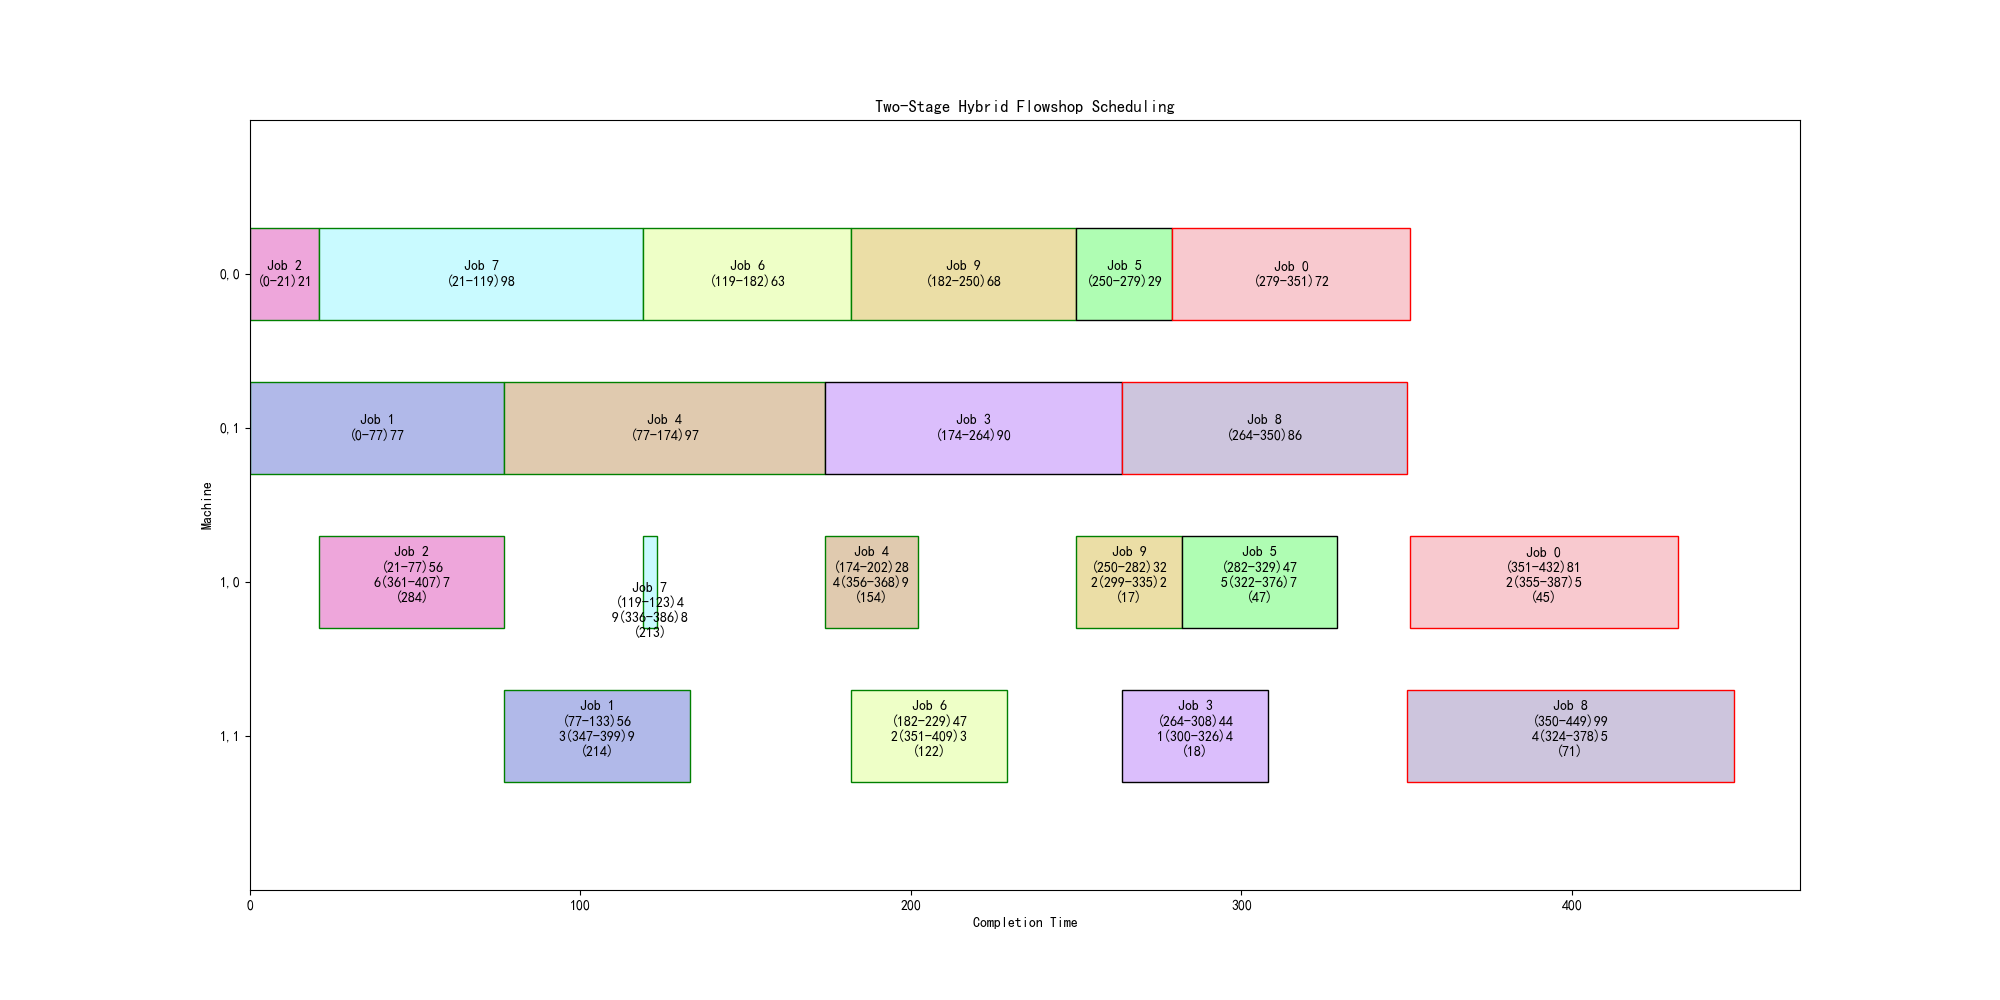 Two-Stage Hybrid Flowshop Scheduling
0,0
Job 2
(0-21)21
Job 7
(21-119)98
Job 6
(119-182)63
Job 9
(182-250)68
Job 5
(250-279)29
Job 0
(279-351)72
0,1
Job 1
(0-77)77
Job 4
(77-174)97
Job 3
(174-264)90
Job 8
(264-350)86
Machine
1,0
Job 2
(21-77)56
6(361-407)7
(284)
Job 7
(119-123)4
9(336-386)8
(213)
Job 4
(174-202)28
4(356-368)9
(154)
Job 9
(250-282)32
2(299-335)2
(17)
Job 5
(282-329)47
5(322-376)7
(47)
Job 0
(351-432)81
2(355-387)5
(45)
1,1
Job 1
(77-133)56
3(347-399)9
(214)
Job 6
(182-229)47
2(351-409)3
(122)
Job 3
(264-308)44
1(300-326)4
(18)
Job 8
(350-449)99
4(324-378)5
(71)
0
100
200
300
400
Completion Time